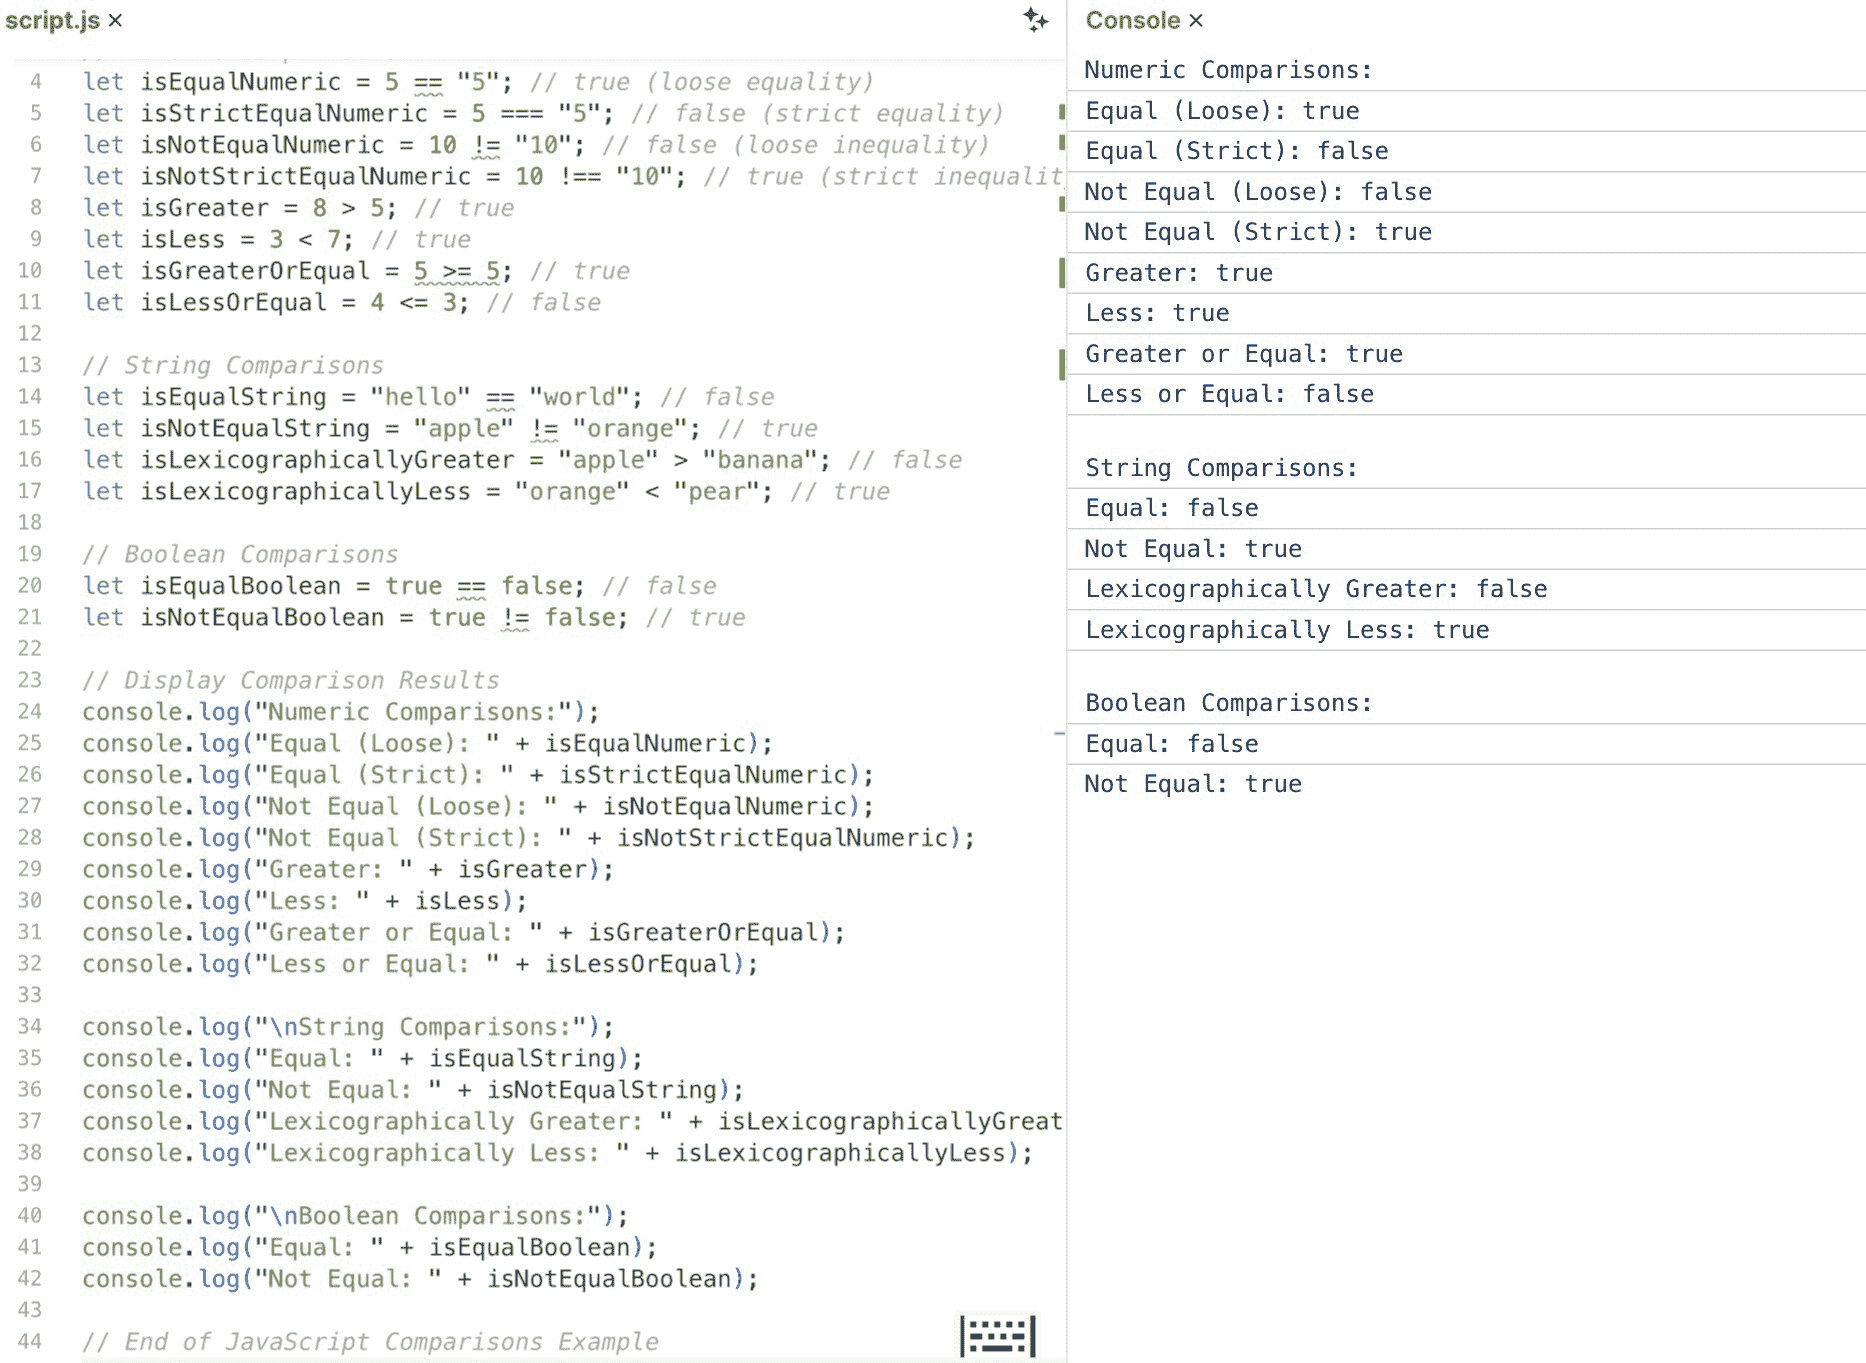 script.js ×
4 let isEqualNumeric = 5 == "5"; // true (loose equality)
5 let isStrictEqualNumeric = 5 === "5"; // false (strict equality)
6 let isNotEqualNumeric = 10 != "10"; // false (loose inequality)
7 let isNotStrictEqualNumeric = 10 !== "10"; // true (strict inequalit
8 let isGreater = 8 > 5; // true
9 let isLess = 3 < 7; // true
10 let isGreaterOrEqual = 5 >= 5; // true
11 let isLessOrEqual = 4 <= 3; // false
12
13 // String Comparisons
14 let isEqualString = "hello" == "world"; // false
15 let isNotEqualString = "apple" != "orange"; // true
16 let isLexicographicallyGreater = "apple" > "banana"; // false
17 let isLexicographicallyLess = "orange" < "pear"; // true
18
19 // Boolean Comparisons
20 let isEqualBoolean = true == false; // false
21 let isNotEqualBoolean = true != false; // true
22
23 // Display Comparison Results
24 console.log("Numeric Comparisons:");
25 console.log("Equal (Loose): " + isEqualNumeric);
26 console.log("Equal (Strict): " + isStrictEqualNumeric);
27 console.log("Not Equal (Loose): " + isNotEqualNumeric);
28 console.log("Not Equal (Strict): " + isNotStrictEqualNumeric);
29 console.log("Greater: " + isGreater);
30 console.log("Less: " + isLess);
31 console.log("Greater or Equal: " + isGreaterOrEqual);
32 console.log("Less or Equal: " + isLessOrEqual);
33
34 console.log("\nString Comparisons:");
35 console.log("Equal: " + isEqualString);
36 console.log("Not Equal: " + isNotEqualString);
37 console.log("Lexicographically Greater: " + isLexicographicallyGreat
38 console.log("Lexicographically Less: " + isLexicographicallyLess);
39
40 console.log("\nBoolean Comparisons:");
41 console.log("Equal: " + isEqualBoolean);
42 console.log("Not Equal: " + isNotEqualBoolean);
43
44 // End of JavaScript Comparisons Example
Console ×
Numeric Comparisons:
Equal (Loose): true
Equal (Strict): false
Not Equal (Loose): false
Not Equal (Strict): true
Greater: true
Less: true
Greater or Equal: true
Less or Equal: false
String Comparisons:
Equal: false
Not Equal: true
Lexicographically Greater: false
Lexicographically Less: true
Boolean Comparisons:
Equal: false
Not Equal: true